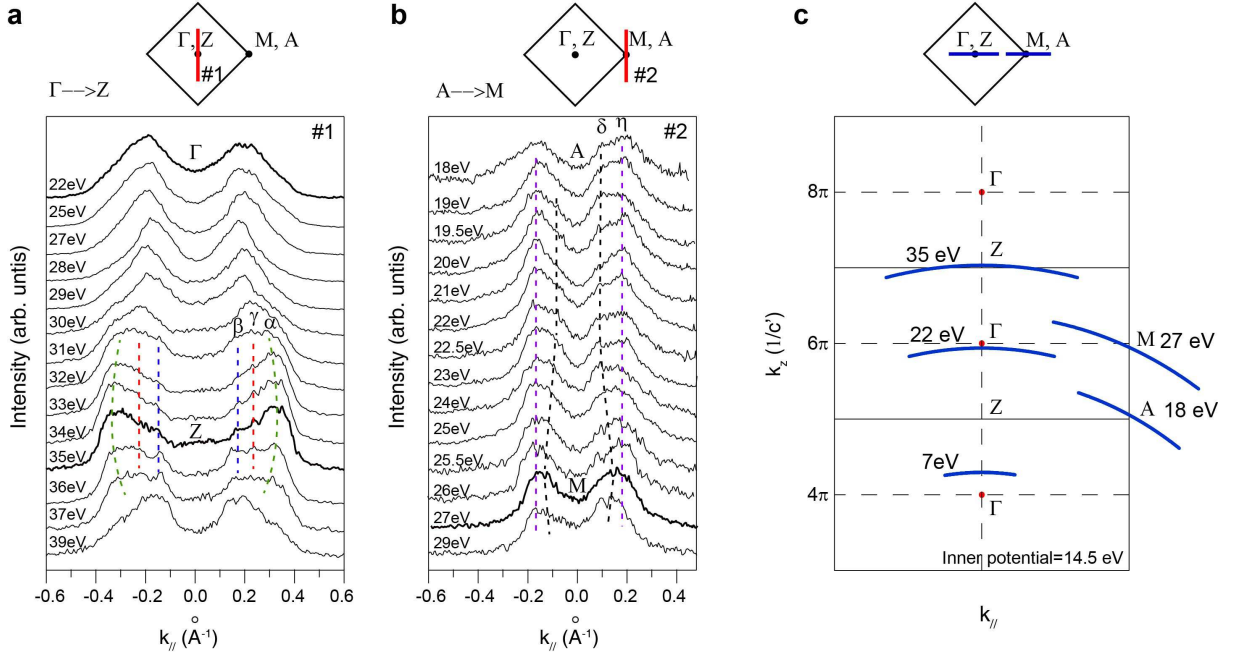 a
Γ, Z
M, A
#1
Γ—–>Z
#1
Γ
22eV
25eV
27eV
28eV
29eV
30eV
β γ α
31eV
32eV
33eV
34eV
Z
35eV
36eV
37eV
39eV
Intensity (arb. untis)
-0.6 -0.4 -0.2 0.0 0.2 0.4 0.6
k// (Å⁻¹)
b
Γ, Z
M, A
#2
A—–>M
δ η
#2
A
18eV
19eV
19.5eV
20eV
21eV
22eV
22.5eV
23eV
24eV
25eV
25.5eV
26eV
M
27eV
29eV
Intensity (arb. untis)
-0.6 -0.4 -0.2 0.0 0.2 0.4
k// (Å⁻¹)
c
Γ, Z
M, A
8π
Γ
35 eV
Z
22 eV
Γ
6π
M 27 eV
Z
A 18 eV
7eV
4π
Γ
Inner potential=14.5 eV
kz (1/c')
k//